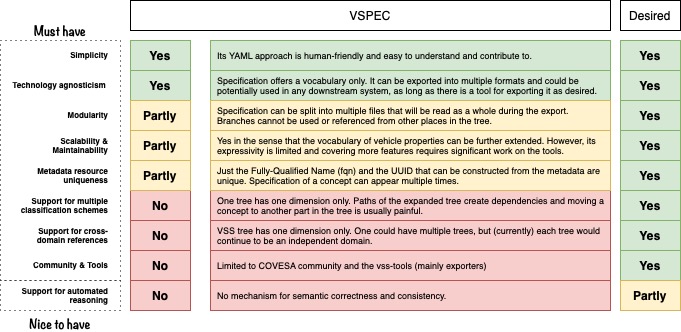 VSPEC
Desired
Must have
Simplicity
Yes
Its YAML approach is human-friendly and easy to understand and contribute to.
Yes
Technology agnosticism
Yes
Specification offers a vocabulary only. It can be exported into multiple formats and could be
potentially used in any downstream system, as long as there is a tool for exporting it as desired.
Yes
Modularity
Partly
Specification can be split into multiple files that will be read as a whole during the export.
Branches cannot be used or referenced from other places in the tree.
Yes
Scalability &
Maintainability
Partly
Yes in the sense that the vocabulary of vehicle properties can be further extended. However, its
expressivity is limited and covering more features requires significant work on the tools.
Yes
Metadata resource
uniqueness
Partly
Just the Fully-Qualified Name (fqn) and the UUID that can be constructed from the metadata are
unique. Specification of a concept can appear multiple times.
Yes
Support for multiple
classification schemes
No
One tree has one dimension only. Paths of the expanded tree create dependencies and moving a
concept to another part in the tree is usually painful.
Yes
Support for cross-
domain references
No
VSS tree has one dimension only. One could have multiple trees, but (currently) each tree would
continue to be an independent domain.
Yes
Community & Tools
No
Limited to COVESA community and the vss-tools (mainly exporters)
Yes
Support for automated
reasoning
No
No mechanism for semantic correctness and consistency.
Partly
Nice to have